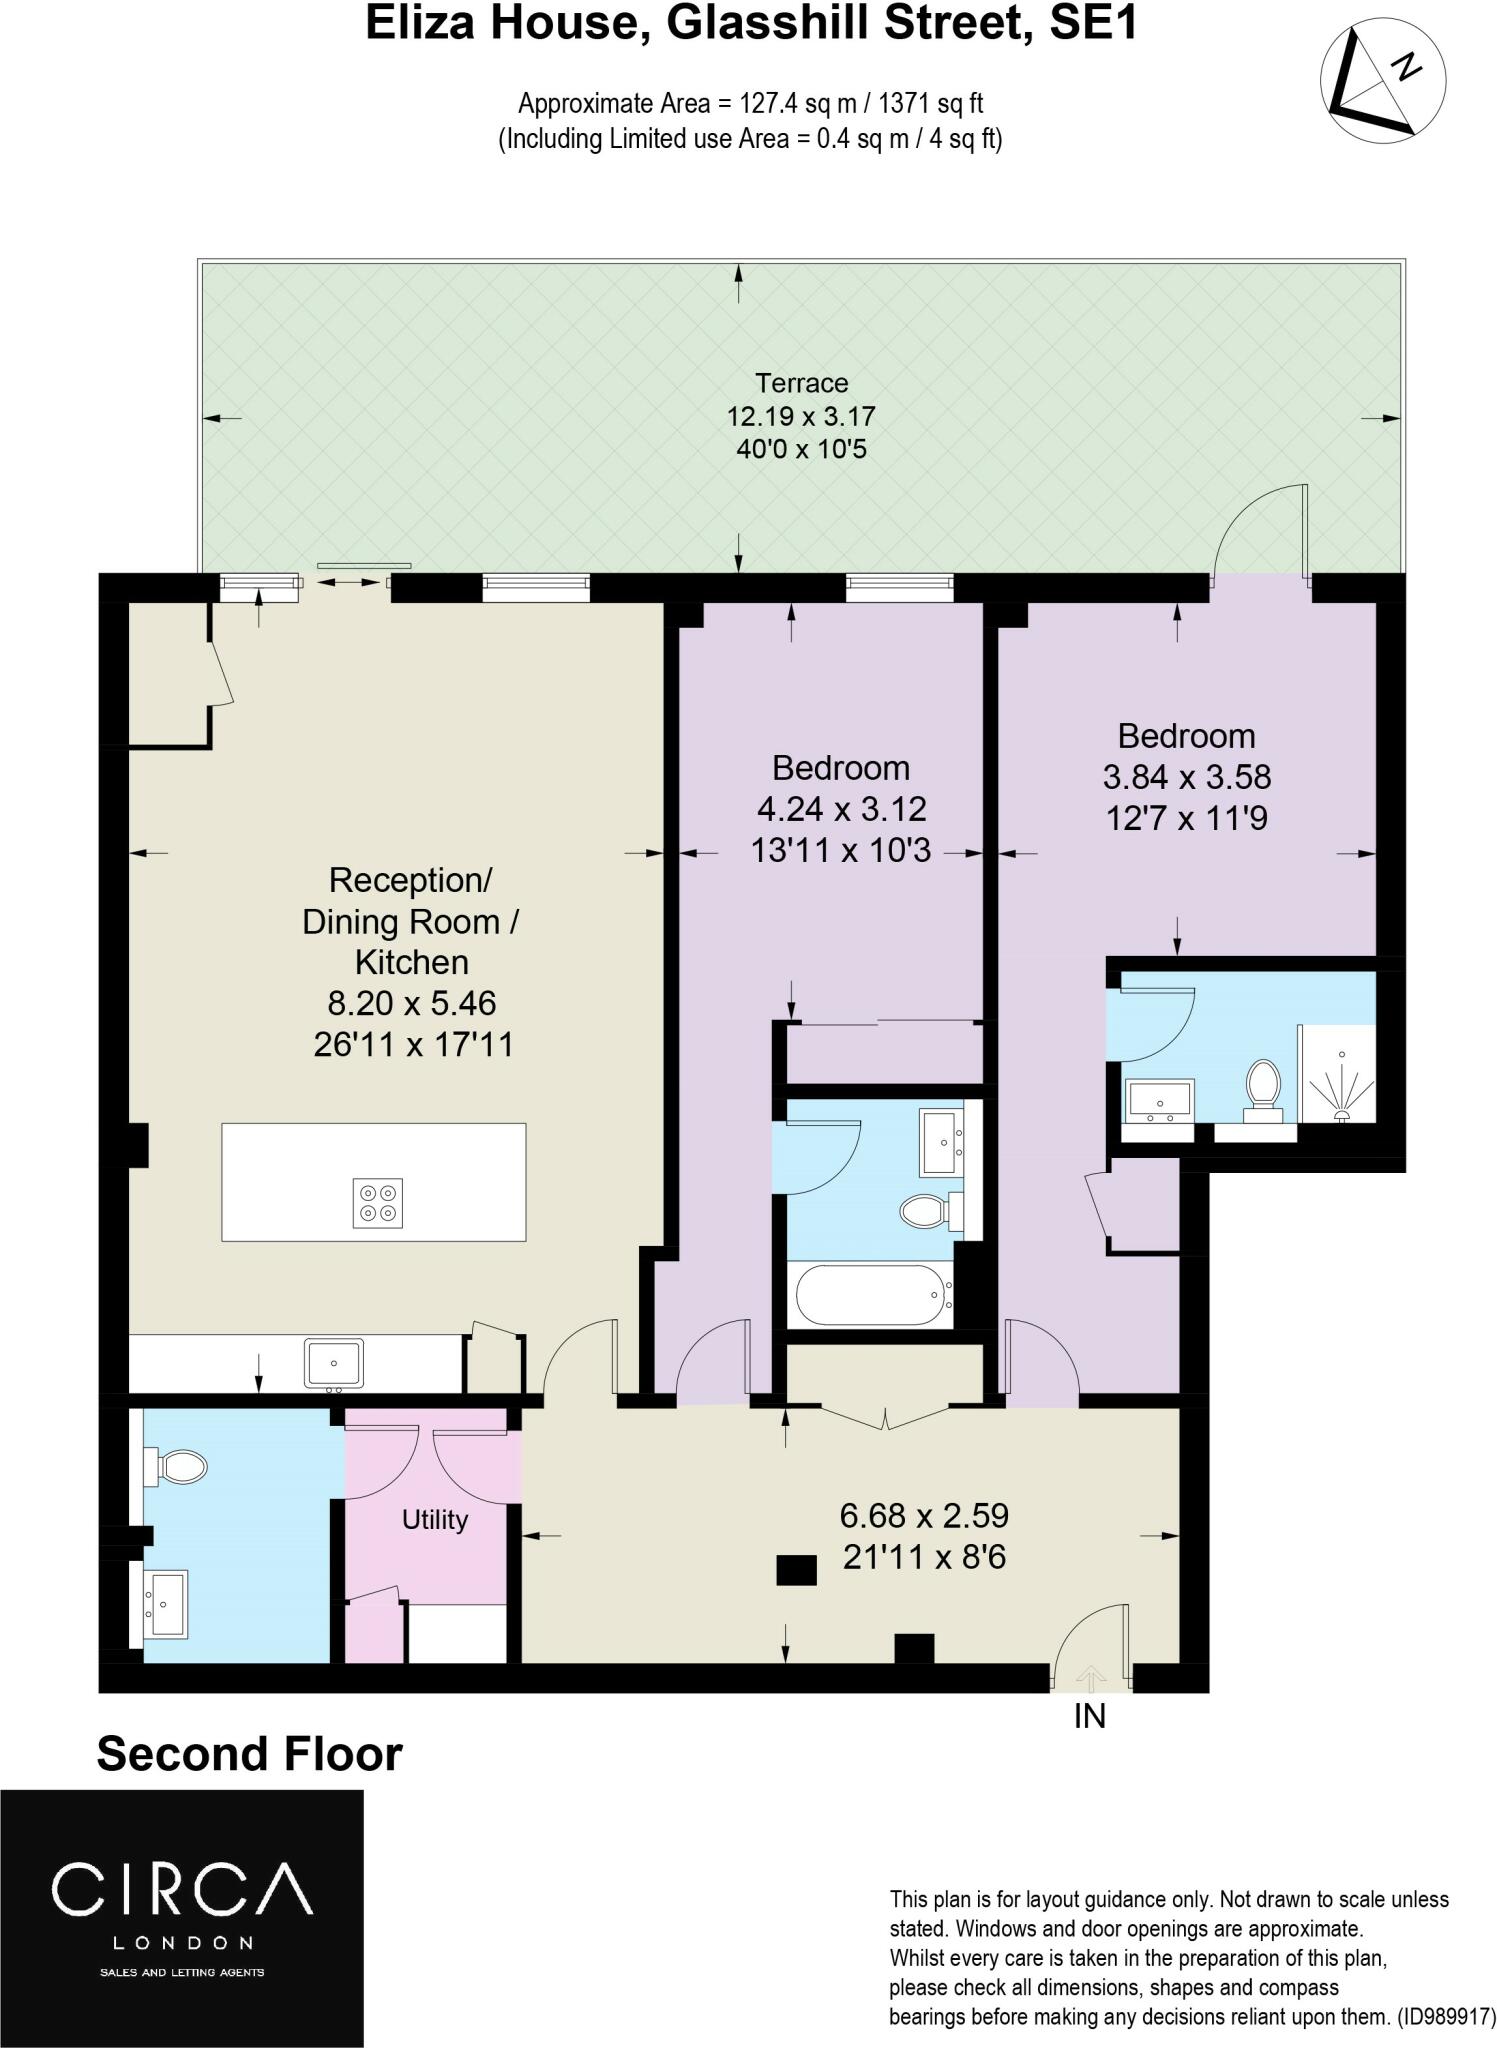 Eliza House, Glasshill Street, SE1
Approximate Area = 127.4 sq m / 1371 sq ft
(Including Limited use Area = 0.4 sq m / 4 sq ft)
N
Terrace
12.19 x 3.17
40'0 x 10'5
Bedroom
3.84 x 3.58
12'7 x 11'9
Bedroom
4.24 x 3.12
13'11 x 10'3
Reception/
Dining Room /
Kitchen
8.20 x 5.46
26'11 x 17'11
Utility
6.68 x 2.59
21'11 x 8'6
IN
Second Floor
CIRCA
LONDON
SALES AND LETTING AGENTS
This plan is for layout guidance only. Not drawn to scale unless
stated. Windows and door openings are approximate.
Whilst every care is taken in the preparation of this plan,
please check all dimensions, shapes and compass
bearings before making any decisions reliant upon them. (ID989917)